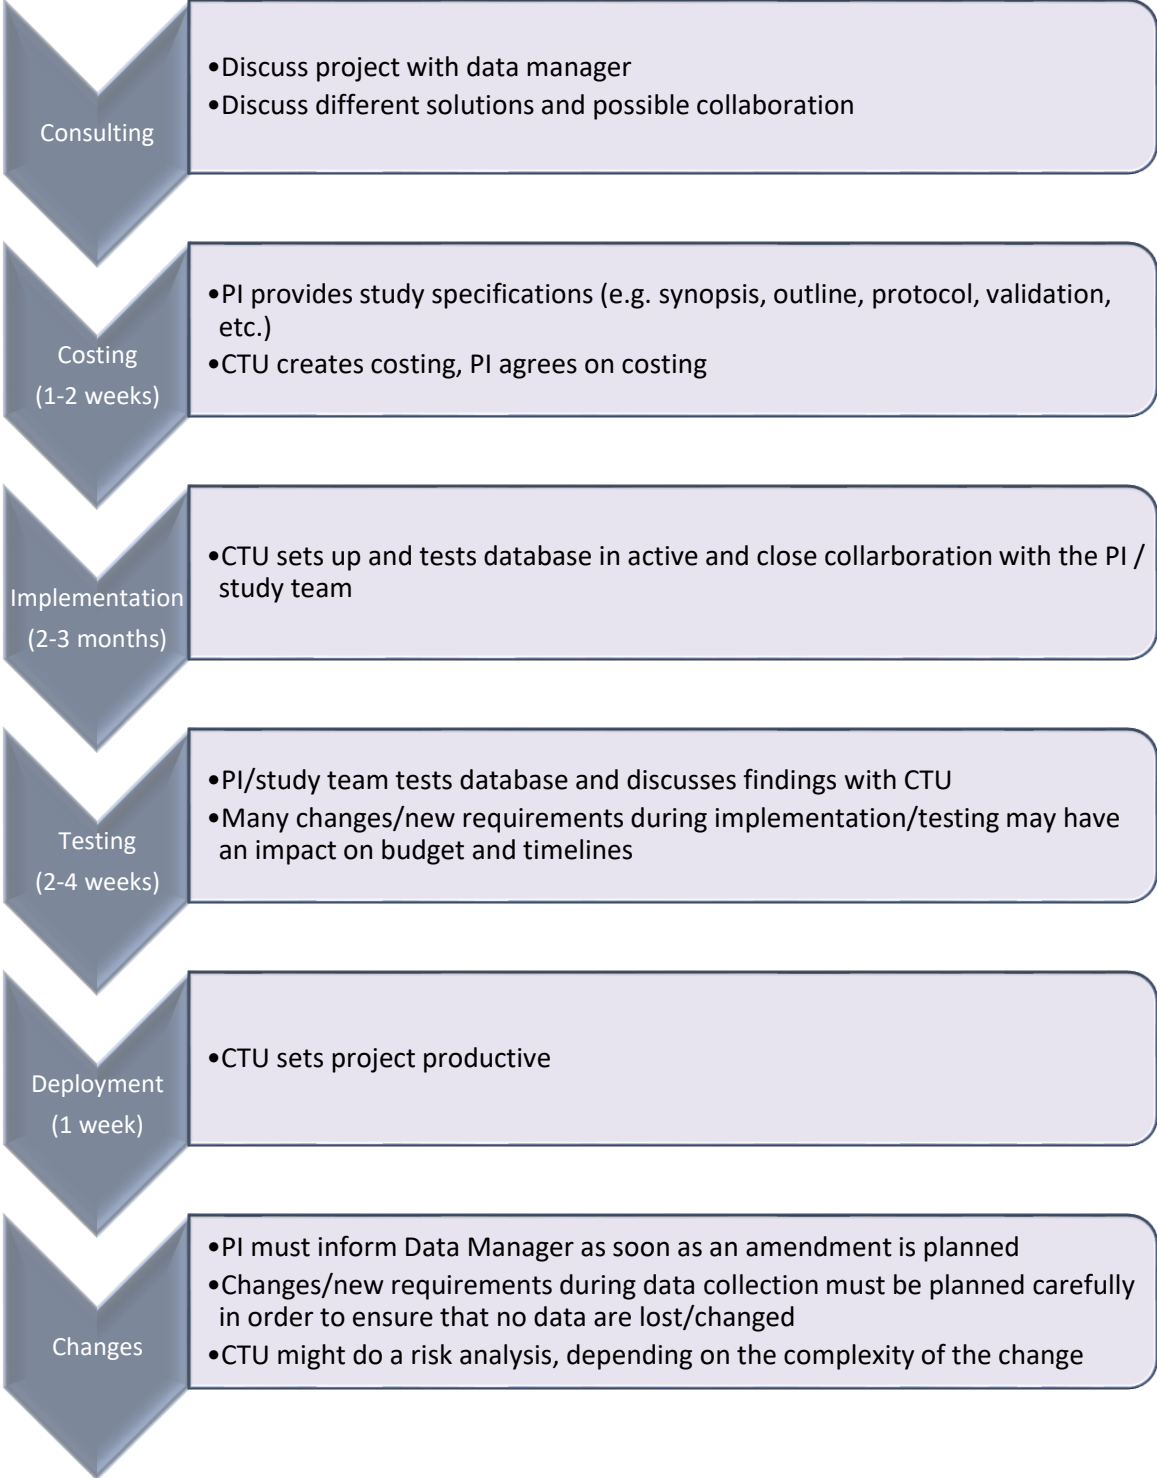 Consulting
•Discuss project with data manager
•Discuss different solutions and possible collaboration
Costing
(1-2 weeks)
•PI provides study specifications (e.g. synopsis, outline, protocol, validation,
etc.)
•CTU creates costing, PI agrees on costing
Implementation
(2-3 months)
•CTU sets up and tests database in active and close collarboration with the PI /
study team
Testing
(2-4 weeks)
•PI/study team tests database and discusses findings with CTU
•Many changes/new requirements during implementation/testing may have
an impact on budget and timelines
Deployment
(1 week)
•CTU sets project productive
Changes
•PI must inform Data Manager as soon as an amendment is planned
•Changes/new requirements during data collection must be planned carefully
in order to ensure that no data are lost/changed
•CTU might do a risk analysis, depending on the complexity of the change